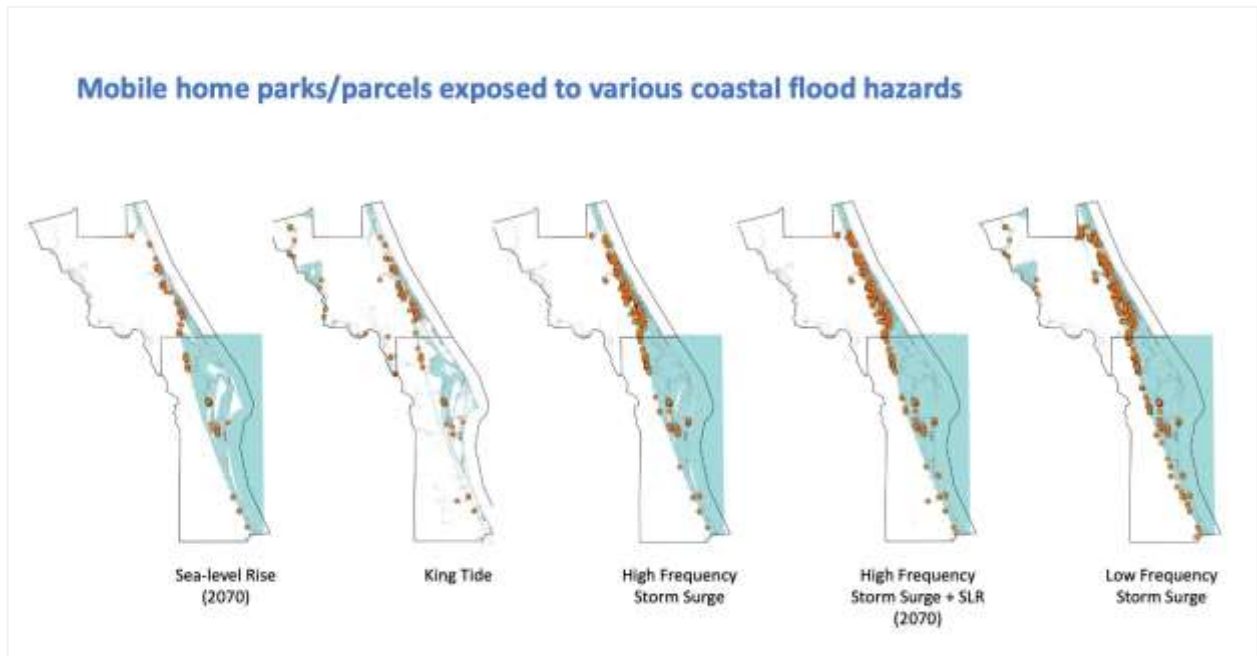 Mobile home parks/parcels exposed to various coastal flood hazards
Sea-level Rise
(2070)
King Tide
High Frequency
Storm Surge
High Frequency
Storm Surge + SLR
(2070)
Low Frequency
Storm Surge